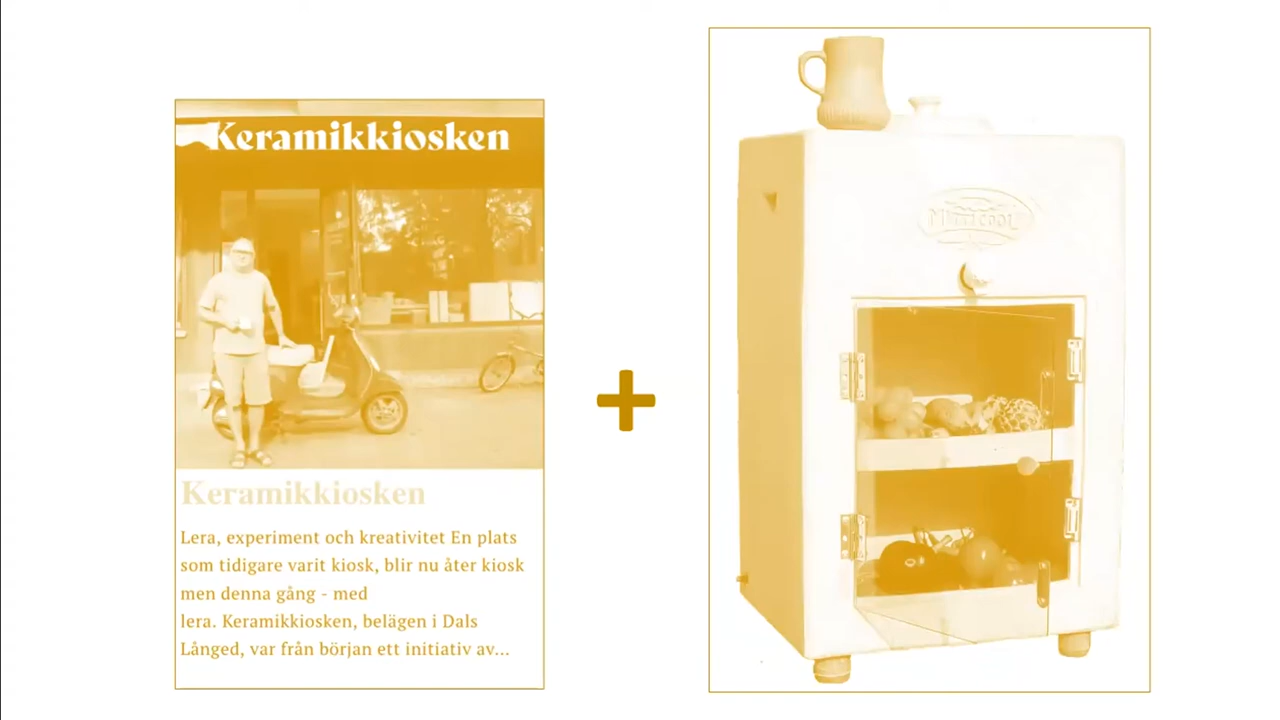 Keramikkiosken
Keramikkiosken
Lera, experiment och kreativitet En plats
som tidigare varit kiosk, blir nu åter kiosk
men denna gång - med
lera. Keramikkiosken, belägen i Dals
Långed, var från början ett initiativ av...
+
MITTICOOL